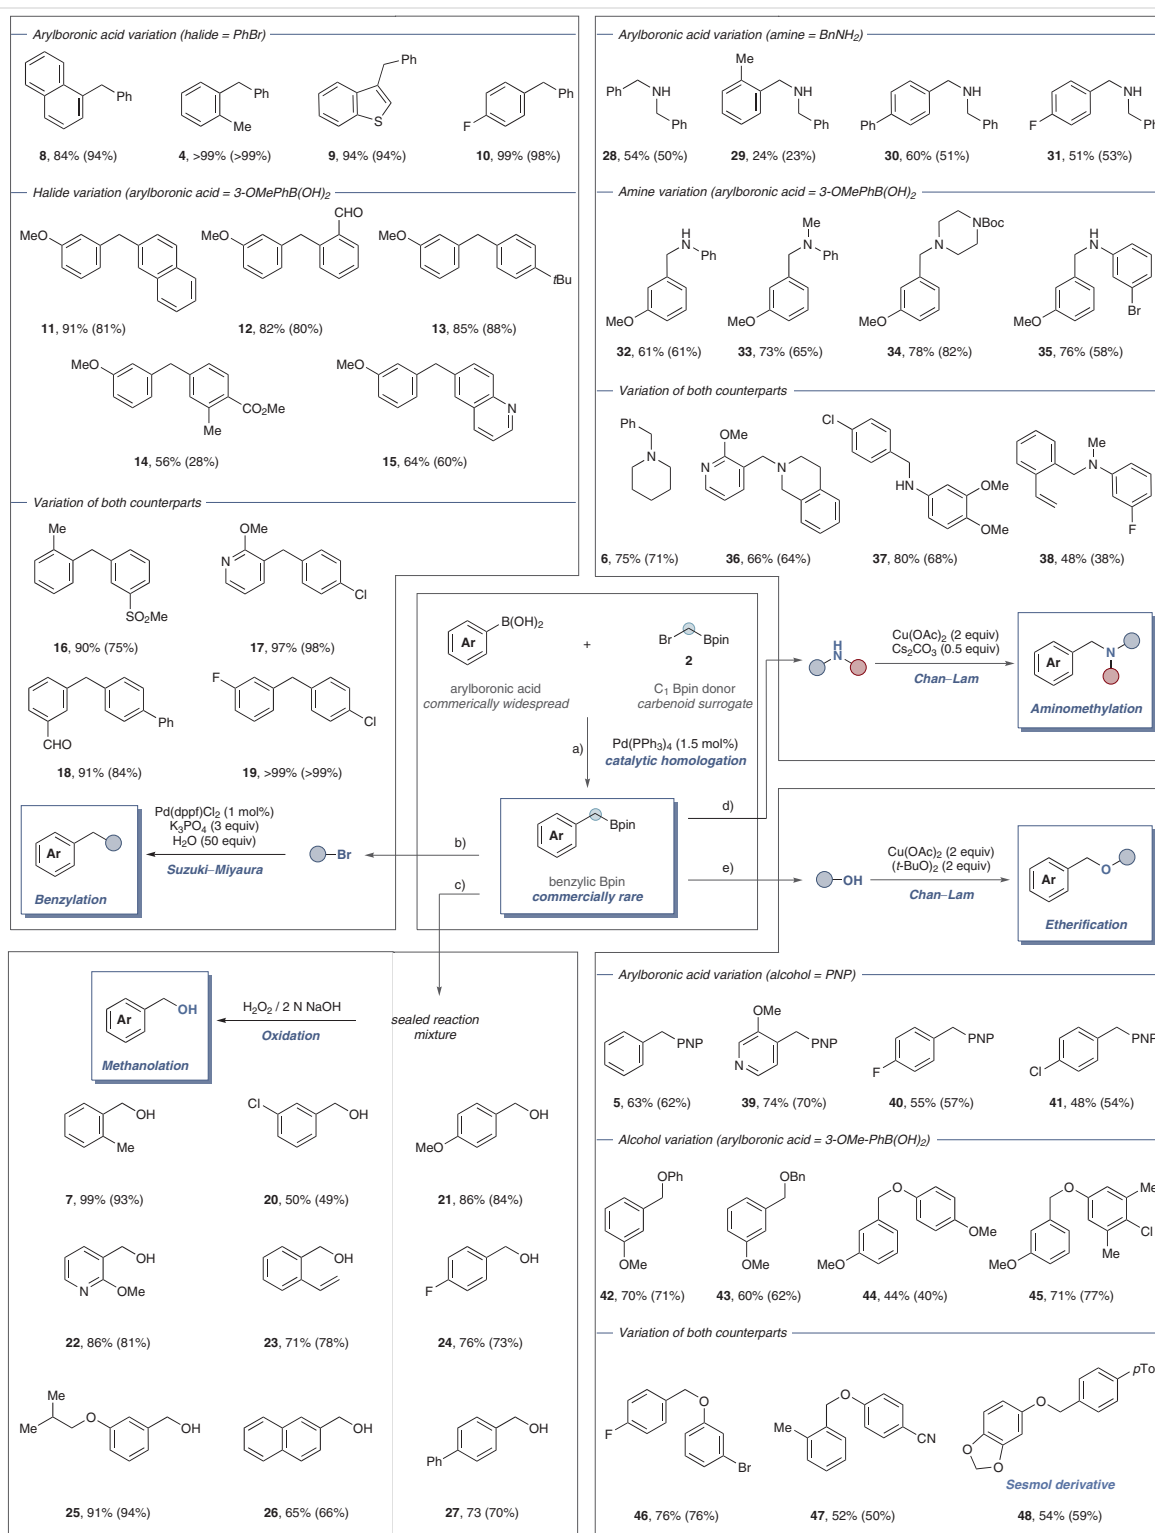 Arylboronic acid variation (halide = PhBr)
Ph
Ph
Me
Ph
S
Ph
F
8, 84% (94%)
4, >99% (>99%)
9, 94% (94%)
10, 99% (98%)
Halide variation (arylboronic acid = 3-OMePhB(OH)2
MeO
MeO
CHO
MeO
tBu
11, 91% (81%)
12, 82% (80%)
13, 85% (88%)
MeO
CO2Me
Me
MeO
N
14, 56% (28%)
15, 64% (60%)
Variation of both counterparts
Me
SO2Me
OMe
N
Cl
16, 90% (75%)
17, 97% (98%)
CHO
Ph
F
Cl
18, 91% (84%)
19, >99% (>99%)
Pd(dppf)Cl2 (1 mol%)
K3PO4 (3 equiv)
H2O (50 equiv)
Suzuki–Miyaura
Ar
Benzylation
Br
b)
c)
Ar
B(OH)2
+
Br
Bpin
2
arylboronic acid
commerically widespread
C1 Bpin donor
carbenoid surrogate
a)
Pd(PPh3)4 (1.5 mol%)
catalytic homologation
Ar
Bpin
benzylic Bpin
commercially rare
d)
e)
Arylboronic acid variation (amine = BnNH2)
Ph
NH
Ph
Me
NH
Ph
Ph
NH
Ph
F
NH
Ph
28, 54% (50%)
29, 24% (23%)
30, 60% (51%)
31, 51% (53%)
Amine variation (arylboronic acid = 3-OMePhB(OH)2
H
N
Ph
MeO
Me
N
Ph
MeO
NBoc
N
MeO
H
N
Br
MeO
32, 61% (61%)
33, 73% (65%)
34, 78% (82%)
35, 76% (58%)
Variation of both counterparts
Ph
N
OMe
N
N
Cl
HN
OMe
OMe
Me
N
F
6, 75% (71%)
36, 66% (64%)
37, 80% (68%)
38, 48% (38%)
H
N
Cu(OAc)2 (2 equiv)
Cs2CO3 (0.5 equiv)
Chan–Lam
Ar
N
Aminomethylation
OH
Cu(OAc)2 (2 equiv)
(t-BuO)2 (2 equiv)
Chan–Lam
Ar
O
Etherification
Ar
OH
Methanolation
H2O2 / 2 N NaOH
Oxidation
sealed reaction
mixture
OH
Me
Cl
OH
OH
MeO
7, 99% (93%)
20, 50% (49%)
21, 86% (84%)
OH
N
OMe
OH
OH
F
22, 86% (81%)
23, 71% (78%)
24, 76% (73%)
Me
Me
O
OH
OH
OH
Ph
25, 91% (94%)
26, 65% (66%)
27, 73 (70%)
Arylboronic acid variation (alcohol = PNP)
PNP
OMe
N
PNP
F
PNP
Cl
PNP
5, 63% (62%)
39, 74% (70%)
40, 55% (57%)
41, 48% (54%)
Alcohol variation (arylboronic acid = 3-OMe-PhB(OH)2)
OPh
OMe
OBn
OMe
O
OMe
MeO
O
Me
Cl
Me
MeO
42, 70% (71%)
43, 60% (62%)
44, 44% (40%)
45, 71% (77%)
Variation of both counterparts
F
O
Br
Me
O
CN
O
O
O
pTo
Sesmol derivative
46, 76% (76%)
47, 52% (50%)
48, 54% (59%)